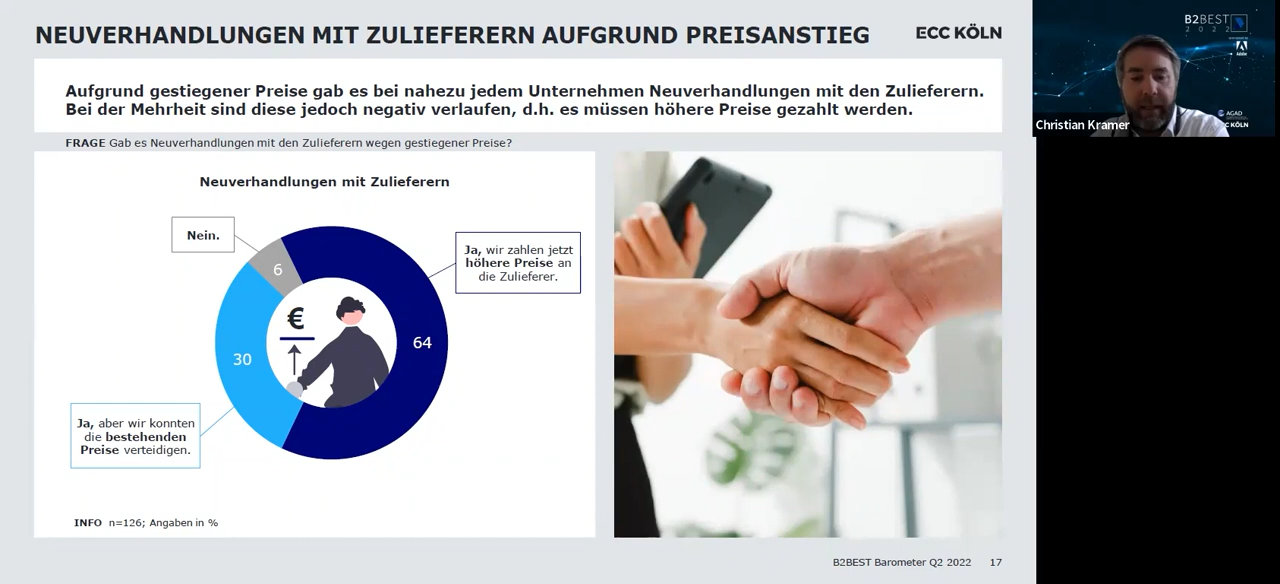 NEUVERHANDLUNGEN MIT ZULIEFERERN AUFGRUND PREISANSTIEG
ECC KÖLN
Aufgrund gestiegener Preise gab es bei nahezu jedem Unternehmen Neuverhandlungen mit den Zulieferern.
Bei der Mehrheit sind diese jedoch negativ verlaufen, d.h. es müssen höhere Preise gezahlt werden.
FRAGE Gab es Neuverhandlungen mit den Zulieferern wegen gestiegener Preise?
Neuverhandlungen mit Zulieferern
Nein.
6
Ja, wir zahlen jetzt
höhere Preise an
die Zulieferer.
€
64
30
Ja, aber wir konnten
die bestehenden
Preise verteidigen.
INFO n=126; Angaben in %
B2BEST Barometer Q2 2022 17
B2BEST
2022
Adobe
AGAD
ECC KÖLN
Christian Kramer